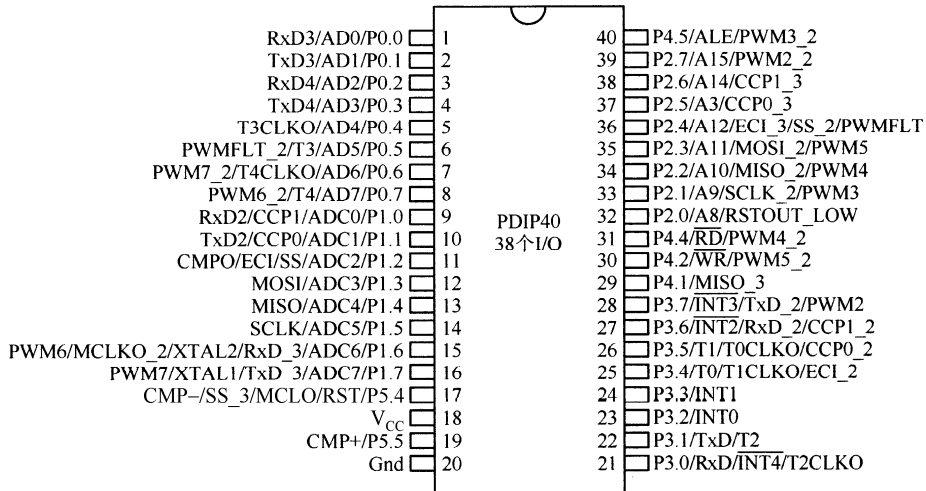 RxD3/AD0/P0.0 1 40 P4.5/ALE/PWM3_2
TxD3/AD1/P0.1 2 39 P2.7/A15/PWM2_2
RxD4/AD2/P0.2 3 38 P2.6/A14/CCP1_3
TxD4/AD3/P0.3 4 37 P2.5/A3/CCP0_3
T3CLKO/AD4/P0.4 5 36 P2.4/A12/ECI_3/SS_2/PWMFLT
PWMFLT_2/T3/AD5/P0.5 6 35 P2.3/A11/MOSI_2/PWM5
PWM7_2/T4CLKO/AD6/P0.6 7 34 P2.2/A10/MISO_2/PWM4
PWM6_2/T4/AD7/P0.7 8 33 P2.1/A9/SCLK_2/PWM3
RxD2/CCP1/ADC0/P1.0 9 PDIP40 32 P2.0/A8/RSTOUT_LOW
TxD2/CCP0/ADC1/P1.1 10 38个I/O 31 P4.4/RD/PWM4_2
CMPO/ECI/SS/ADC2/P1.2 11 30 P4.2/WR/PWM5_2
MOSI/ADC3/P1.3 12 29 P4.1/MISO_3
MISO/ADC4/P1.4 13 28 P3.7/INT3/TxD_2/PWM2
SCLK/ADC5/P1.5 14 27 P3.6/INT2/RxD_2/CCP1_2
PWM6/MCLKO_2/XTAL2/RxD_3/ADC6/P1.6 15 26 P3.5/T1/T0CLKO/CCP0_2
PWM7/XTAL1/TxD_3/ADC7/P1.7 16 25 P3.4/T0/T1CLKO/ECI_2
CMP−/SS_3/MCLO/RST/P5.4 17 24 P3.3/INT1
VCC 18 23 P3.2/INT0
CMP+/P5.5 19 22 P3.1/TxD/T2
Gnd 20 21 P3.0/RxD/INT4/T2CLKO